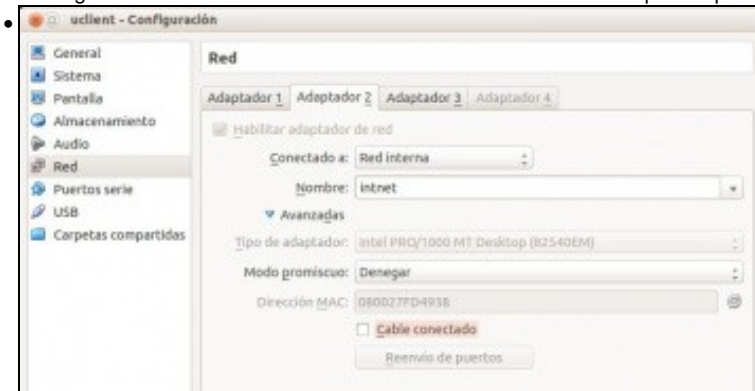 uclient - Configuración
General
Sistema
Pantalla
Almacenamiento
Audio
Red
Puertos serie
USB
Carpetas compartidas
Red
Adaptador 1 Adaptador 2 Adaptador 3 Adaptador 4
Habilitar adaptador de red
Conectado a: Red interna
Nombre: intnet
Avanzadas
Tipo de adaptador: Intel PRO/1000 MT Desktop (82540EM)
Modo promiscuo: Denegar
Dirección MAC: 080027FD4938
Cable conectado
Reenvío de puertos